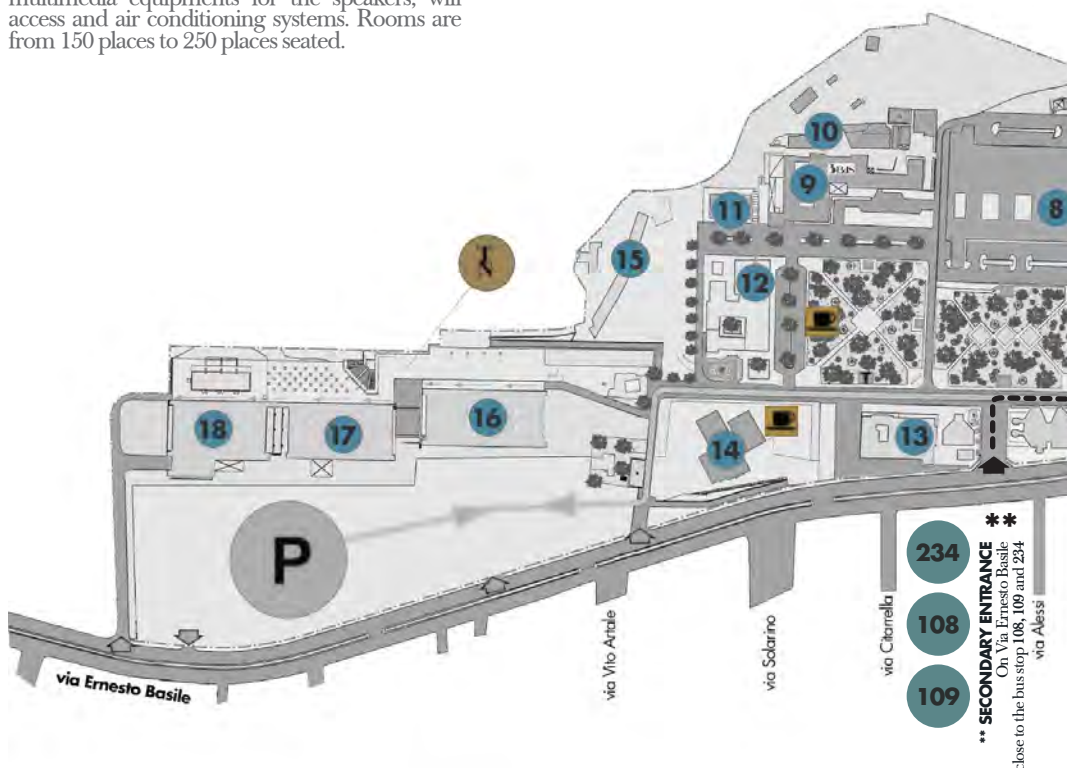 multimedia equipments for the speakers, wifi
access and air conditioning systems. Rooms are
from 150 places to 250 places seated.
10
9
11
8
15
12
18
17
16
14
13
P
234
108
109
** SECONDARY ENTRANCE **
On Via Ernesto Basile
close to the bus stop 108, 109 and 234
via Ernesto Basile
via Vito Artale
via Solarino
via Citarrella
via Alessi